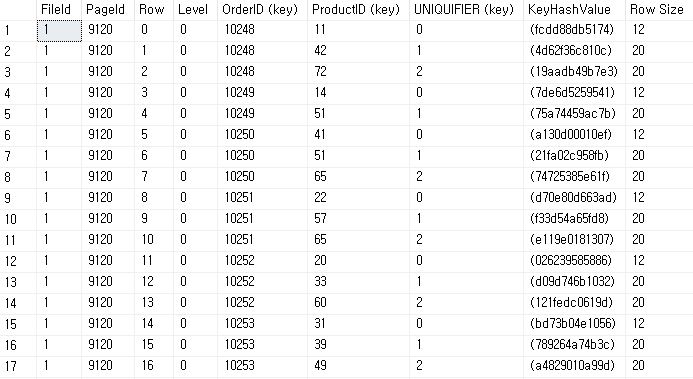 FileId PageId Row Level OrderID (key) ProductID (key) UNIQUIFIER (key) KeyHashValue Row Size
1 1 9120 0 0 10248 11 0 (fcdd88db5174) 12
2 1 9120 1 0 10248 42 1 (4d62f36c810c) 20
3 1 9120 2 0 10248 72 2 (19aadb49b7e3) 20
4 1 9120 3 0 10249 14 0 (7de6d5259541) 12
5 1 9120 4 0 10249 51 1 (75a74459ac7b) 20
6 1 9120 5 0 10250 41 0 (a130d00010ef) 12
7 1 9120 6 0 10250 51 1 (21fa02c958fb) 20
8 1 9120 7 0 10250 65 2 (74725385e61f) 20
9 1 9120 8 0 10251 22 0 (d70e80d663ad) 12
10 1 9120 9 0 10251 57 1 (f33d54a65fd8) 20
11 1 9120 10 0 10251 65 2 (e119e0181307) 20
12 1 9120 11 0 10252 20 0 (026239585886) 12
13 1 9120 12 0 10252 33 1 (d09d746b1032) 20
14 1 9120 13 0 10252 60 2 (121fedc0619d) 20
15 1 9120 14 0 10253 31 0 (bd73b04e1056) 12
16 1 9120 15 0 10253 39 1 (789264a74b3c) 20
17 1 9120 16 0 10253 49 2 (a4829010a99d) 20